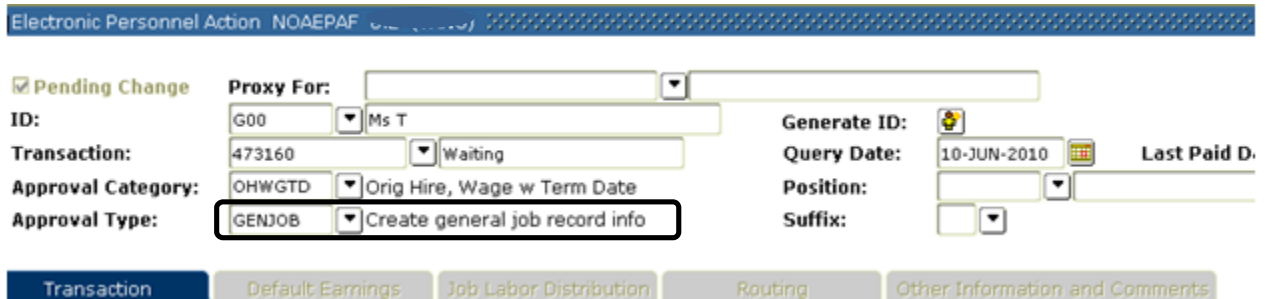 Electronic Personnel Action NOAEPAF
Pending Change Proxy For:
ID: G00 Ms T Generate ID:
Transaction: 473160 Waiting Query Date: 10-JUN-2010 Last Paid D
Approval Category: OHWGTD Orig Hire, Wage w Term Date Position:
Approval Type: GENJOB Create general job record info Suffix:
Transaction Default Earnings Job Labor Distribution Routing Other Information and Comments